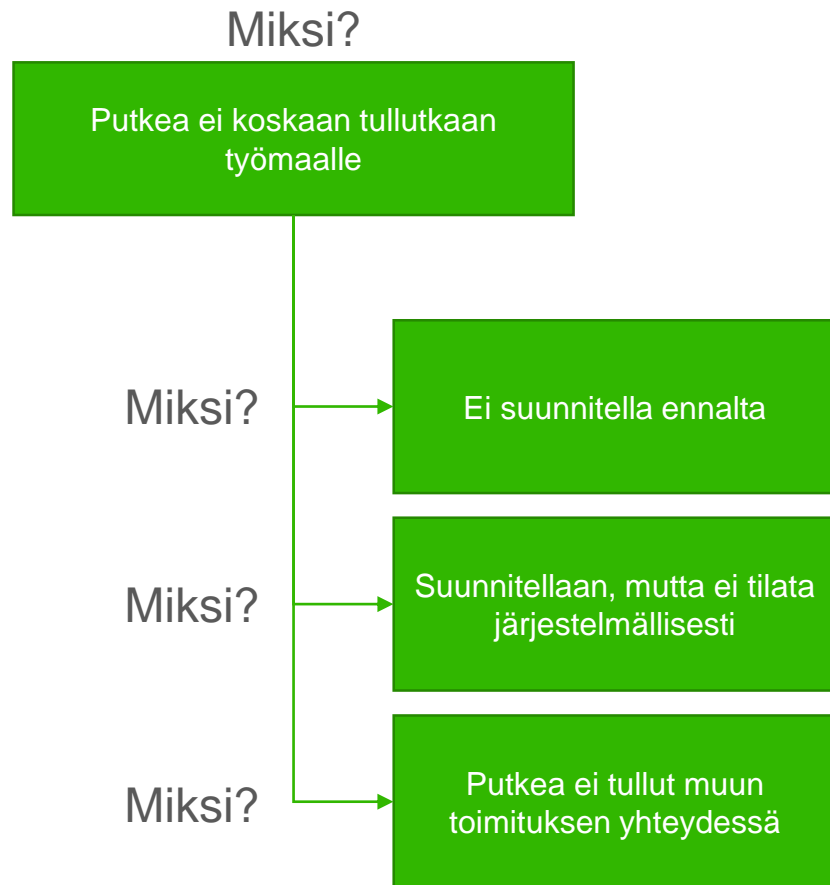 Miksi?
Putkea ei koskaan tullutkaan
työmaalle
Miksi?
Ei suunnitella ennalta
Miksi?
Suunnitellaan, mutta ei tilata
järjestelmällisesti
Miksi?
Putkea ei tullut muun
toimituksen yhteydessä